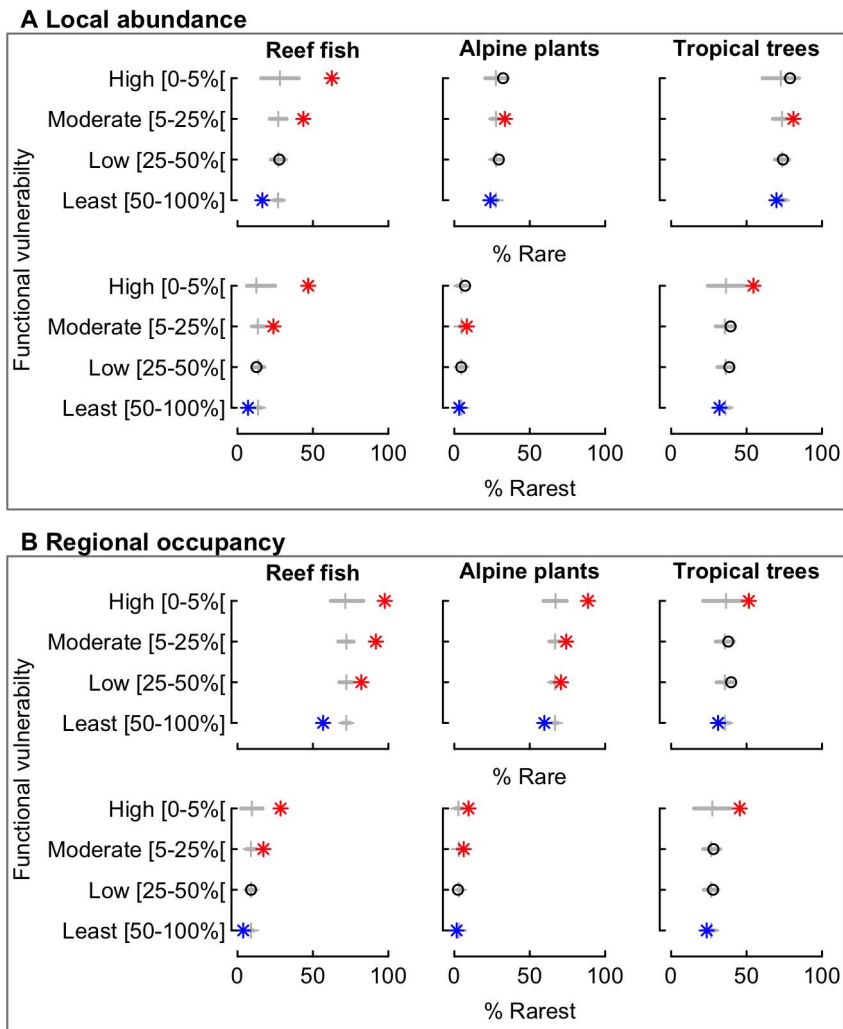 A Local abundance
Reef fish Alpine plants Tropical trees
Functional vulnerabilty
High [0-5%[
Moderate [5-25%[
Low [25-50%[
Least [50-100%]
% Rare
High [0-5%[
Moderate [5-25%[
Low [25-50%[
Least [50-100%]
0 50 100 0 50 100 0 50 100
% Rarest
B Regional occupancy
Reef fish Alpine plants Tropical trees
Functional vulnerabilty
High [0-5%[
Moderate [5-25%[
Low [25-50%[
Least [50-100%]
% Rare
High [0-5%[
Moderate [5-25%[
Low [25-50%[
Least [50-100%]
0 50 100 0 50 100 0 50 100
% Rarest